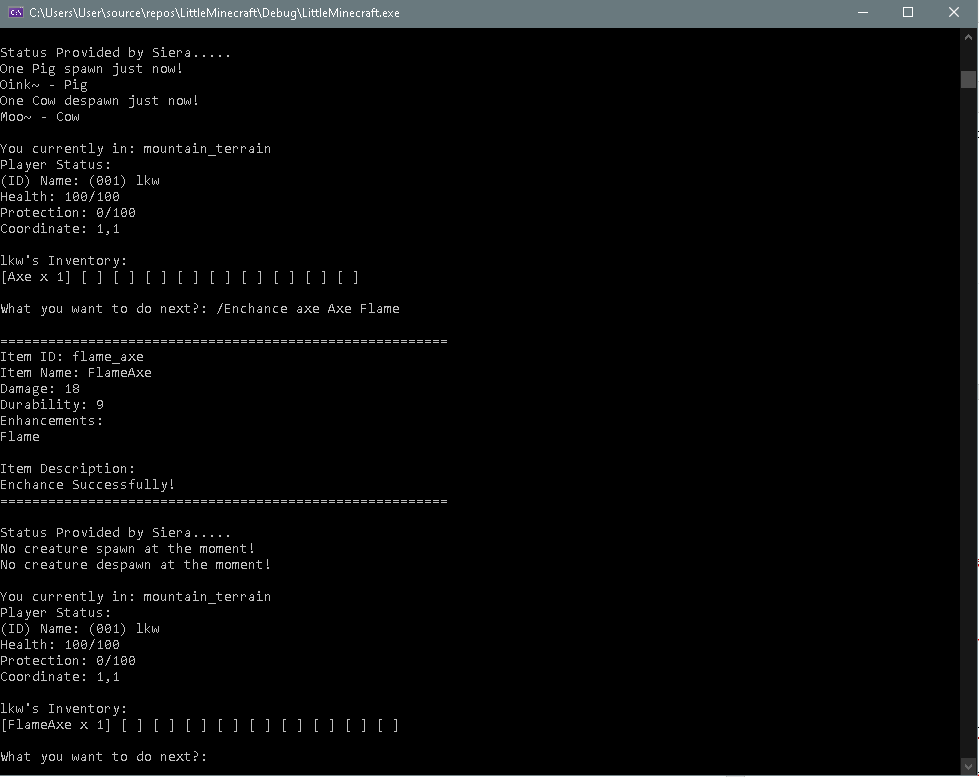 C:\Users\User\source\repos\LittleMinecraft\Debug\LittleMinecraft.exe
Status Provided by Siera.....
One Pig spawn just now!
Oink~ - Pig
One Cow despawn just now!
Moo~ - Cow
You currently in: mountain_terrain
Player Status:
(ID) Name: (001) lkw
Health: 100/100
Protection: 0/100
Coordinate: 1,1
lkw's Inventory:
[Axe x 1] [ ] [ ] [ ] [ ] [ ] [ ] [ ] [ ] [ ]
What you want to do next?: /Enchance axe Axe Flame
========================================================
Item ID: flame_axe
Item Name: FlameAxe
Damage: 18
Durability: 9
Enhancements:
Flame
Item Description:
Enchance Successfully!
========================================================
Status Provided by Siera.....
No creature spawn at the moment!
No creature despawn at the moment!
You currently in: mountain_terrain
Player Status:
(ID) Name: (001) lkw
Health: 100/100
Protection: 0/100
Coordinate: 1,1
lkw's Inventory:
[FlameAxe x 1] [ ] [ ] [ ] [ ] [ ] [ ] [ ] [ ] [ ]
What you want to do next?: